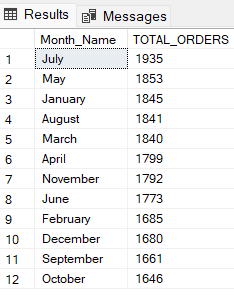 Results Messages
Month_Name TOTAL_ORDERS
1 July 1935
2 May 1853
3 January 1845
4 August 1841
5 March 1840
6 April 1799
7 November 1792
8 June 1773
9 February 1685
10 December 1680
11 September 1661
12 October 1646